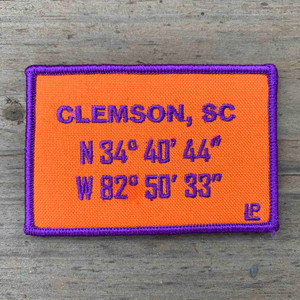 CLEMSON, SC
N 34° 40' 44"
W 82° 50' 33"
LP